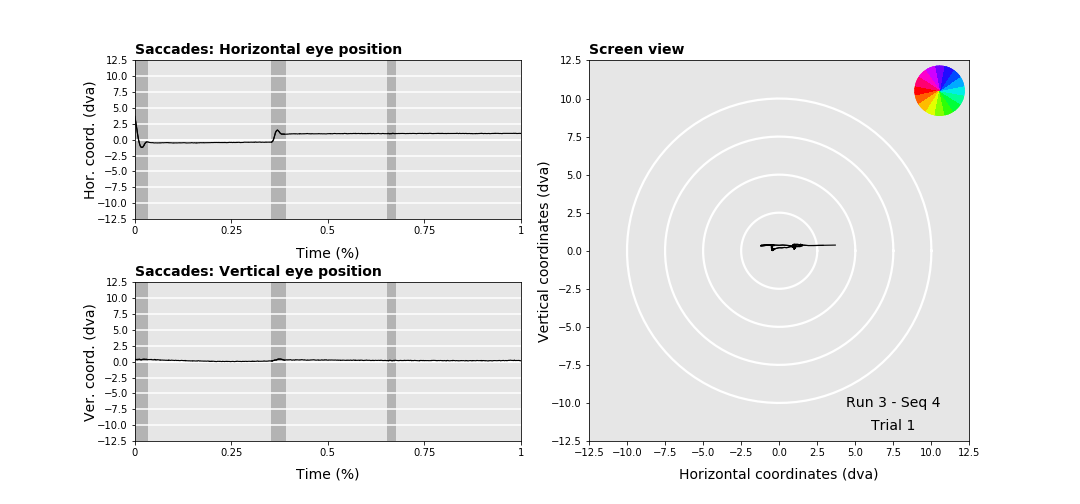 Saccades: Horizontal eye position
Hor. coord. (dva)
12.5
10.0
7.5
5.0
2.5
0.0
−2.5
−5.0
−7.5
−10.0
−12.5
0 0.25 0.5 0.75 1
Time (%)
Saccades: Vertical eye position
Ver. coord. (dva)
12.5
10.0
7.5
5.0
2.5
0.0
−2.5
−5.0
−7.5
−10.0
−12.5
0 0.25 0.5 0.75 1
Time (%)
Screen view
Vertical coordinates (dva)
12.5
10.0
7.5
5.0
2.5
0.0
−2.5
−5.0
−7.5
−10.0
−12.5
Run 3 - Seq 4
Trial 1
−12.5 −10.0 −7.5 −5.0 −2.5 0.0 2.5 5.0 7.5 10.0 12.5
Horizontal coordinates (dva)